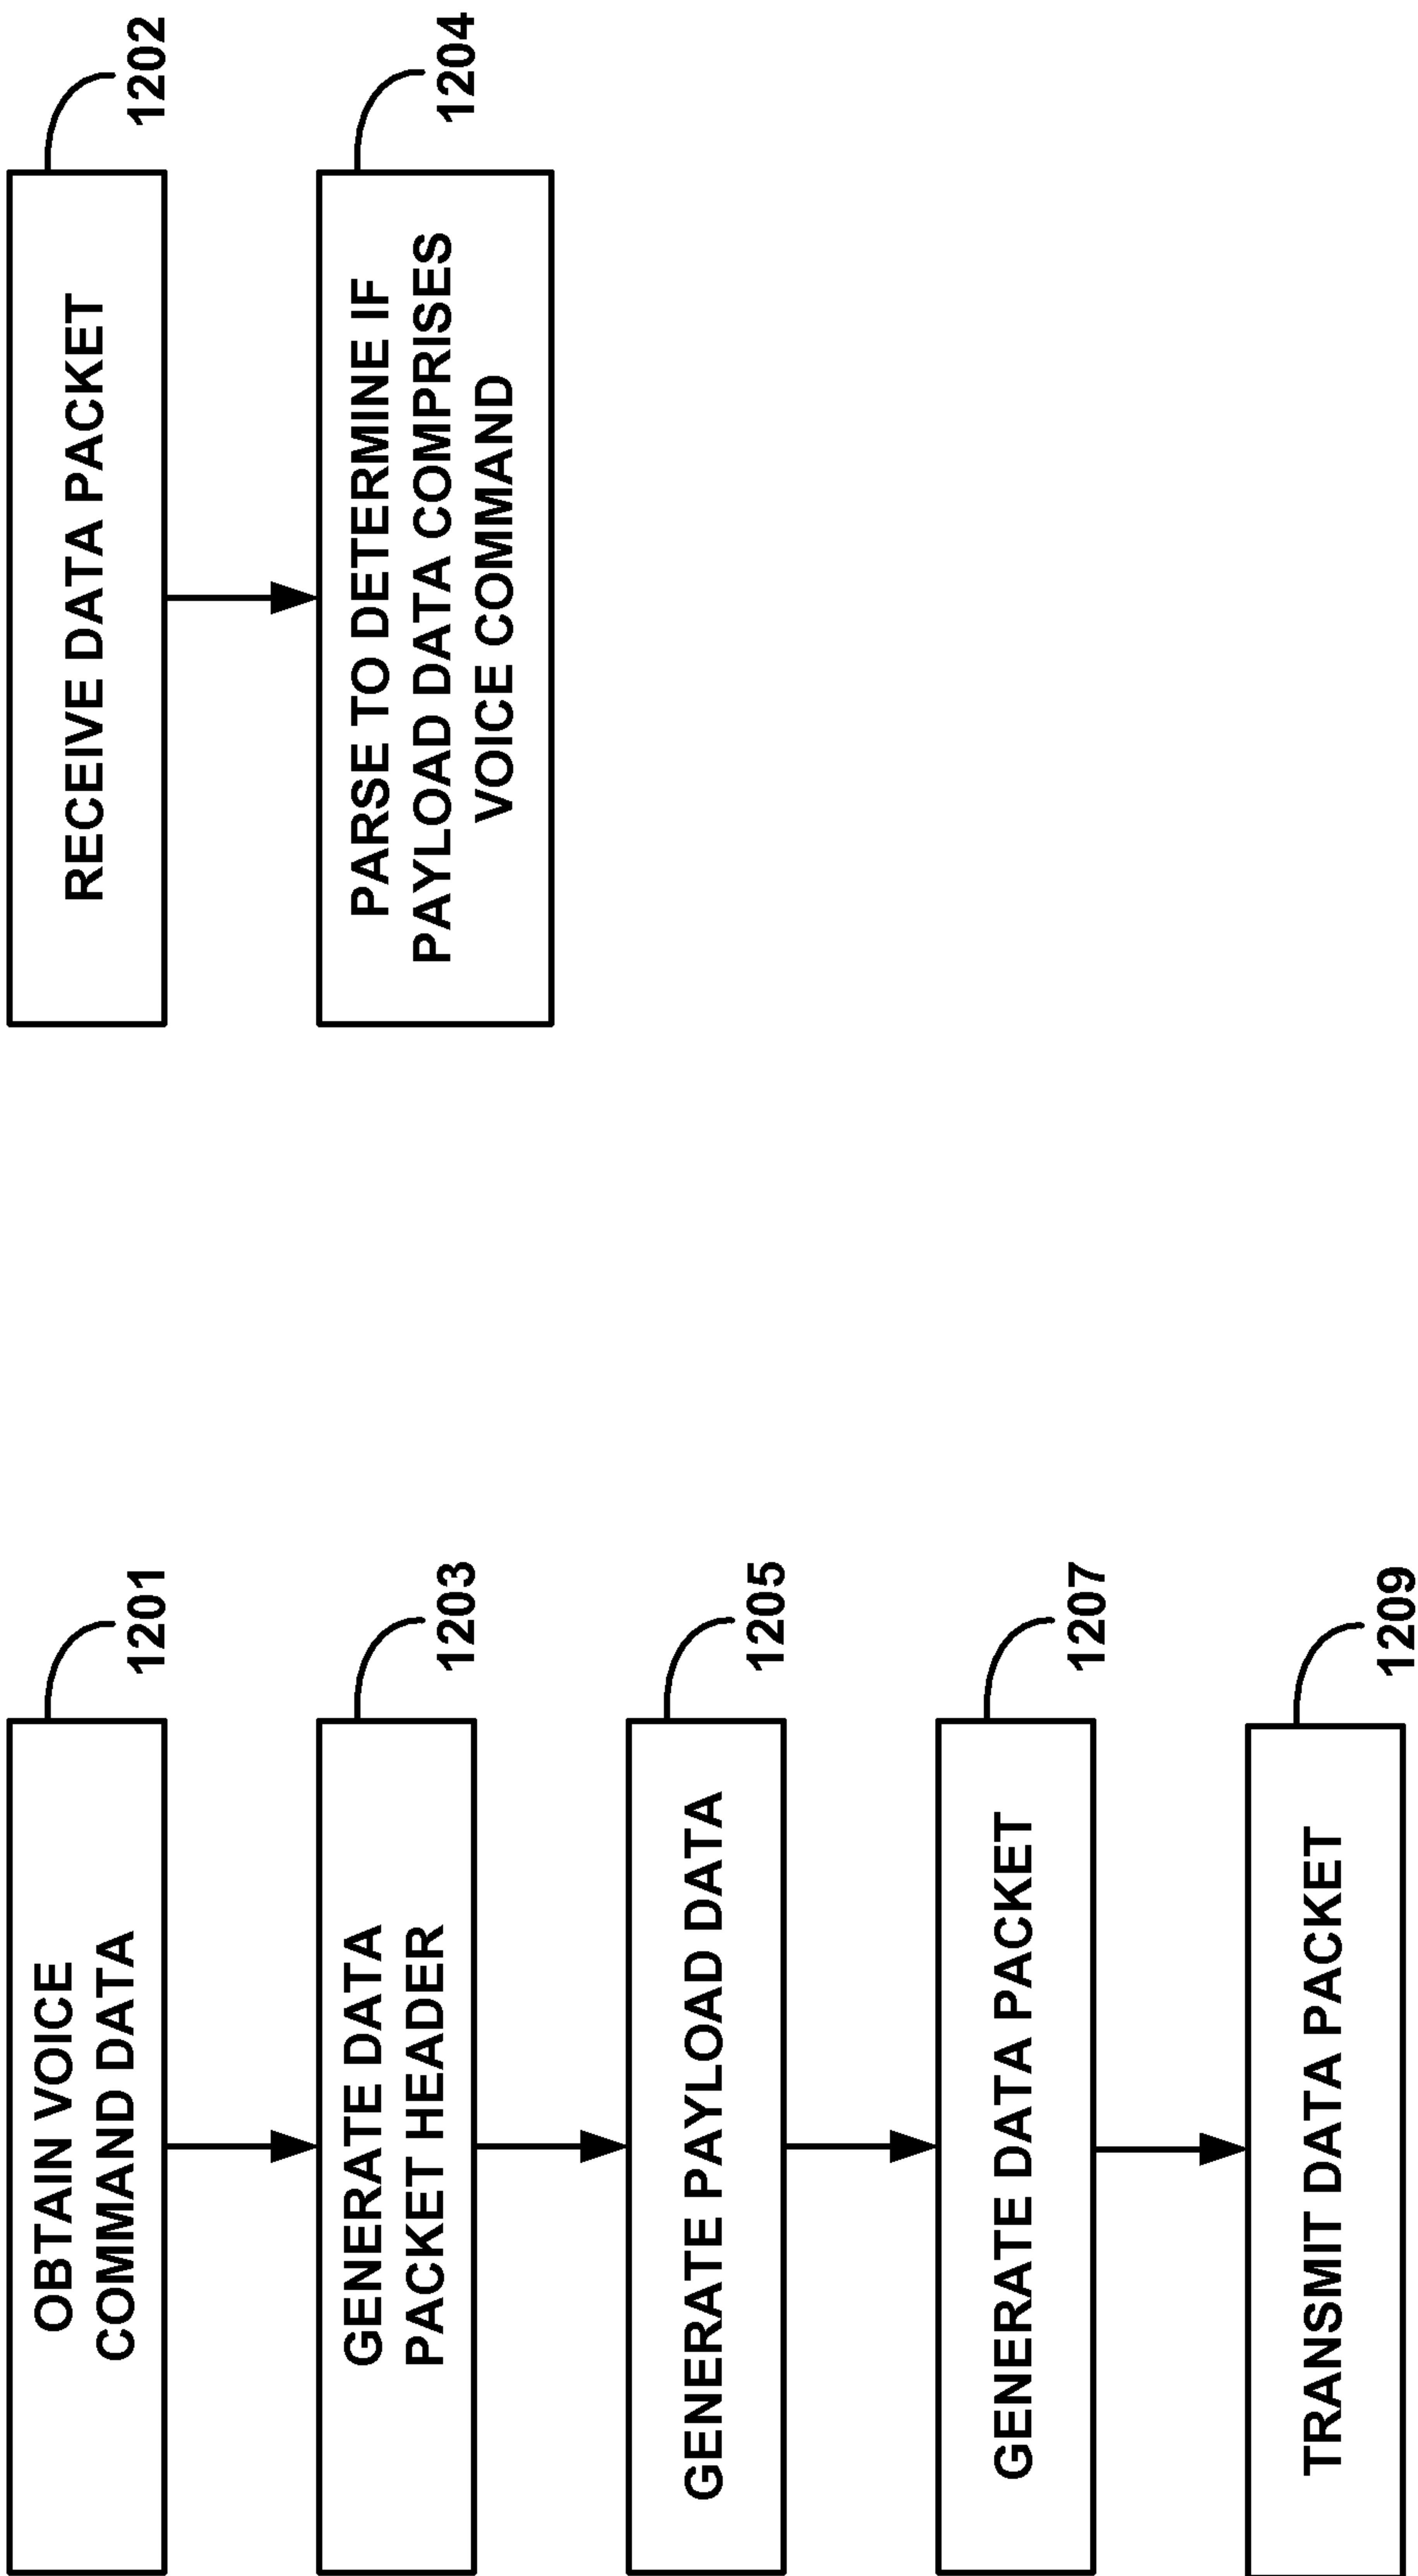 OBTAIN VOICE
COMMAND DATA
1201
GENERATE DATA
PACKET HEADER
1203
GENERATE PAYLOAD DATA
1205
GENERATE DATA PACKET
1207
TRANSMIT DATA PACKET
1209
RECEIVE DATA PACKET
1202
PARSE TO DETERMINE IF
PAYLOAD DATA COMPRISES
VOICE COMMAND
1204